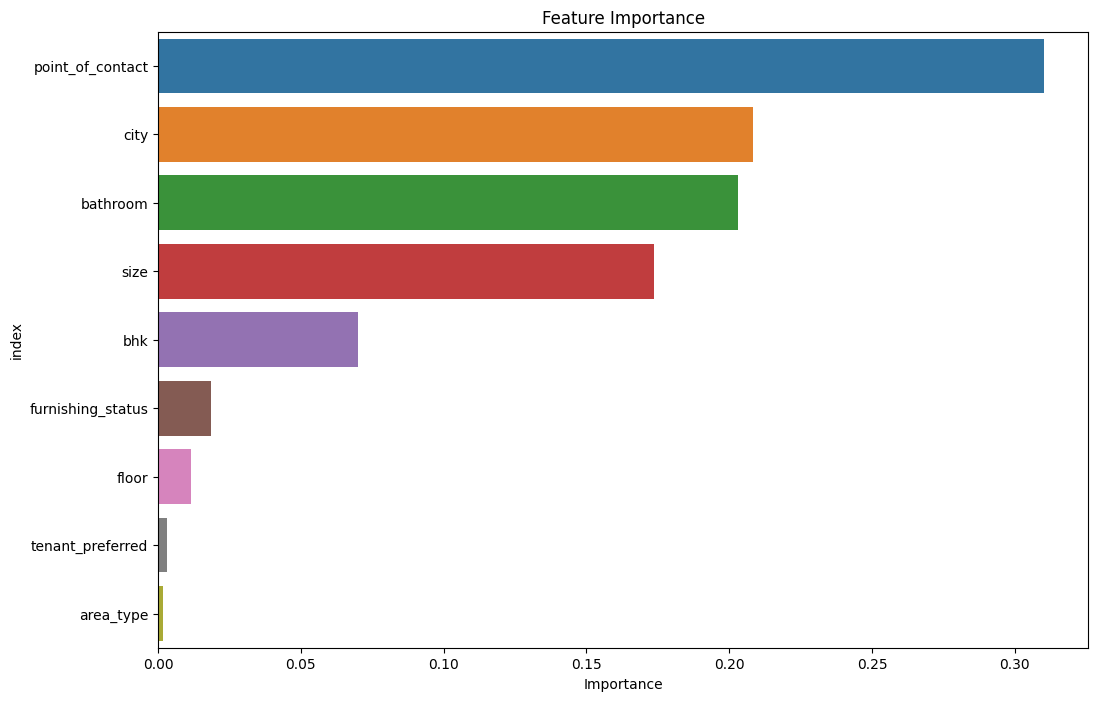 Feature Importance
point_of_contact
city
bathroom
size
bhk
furnishing_status
floor
tenant_preferred
area_type
index
0.00 0.05 0.10 0.15 0.20 0.25 0.30
Importance